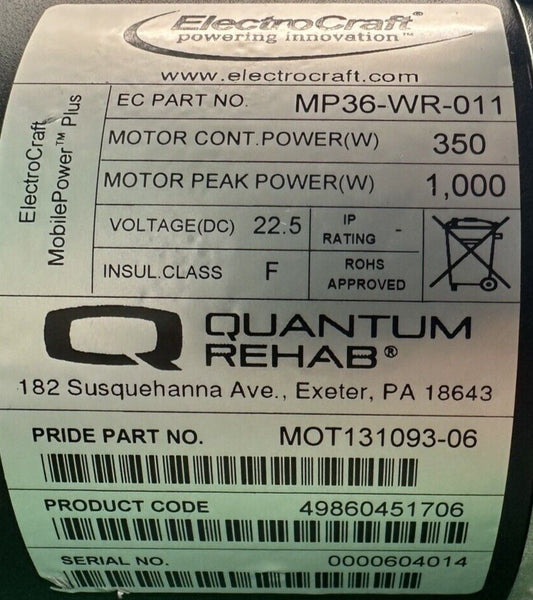 ElectroCraft®
powering innovation™
www.electrocraft.com
ElectroCraft
MobilePower™ Plus
EC PART NO. MP36-WR-011
MOTOR CONT.POWER(W) 350
MOTOR PEAK POWER(W) 1,000
VOLTAGE(DC) 22.5 IP RATING -
INSUL.CLASS F ROHS APPROVED
QUANTUM
REHAB®
182 Susquehanna Ave., Exeter, PA 18643
PRIDE PART NO. MOT131093-06
PRODUCT CODE 49860451706
SERIAL NO. 0000604014